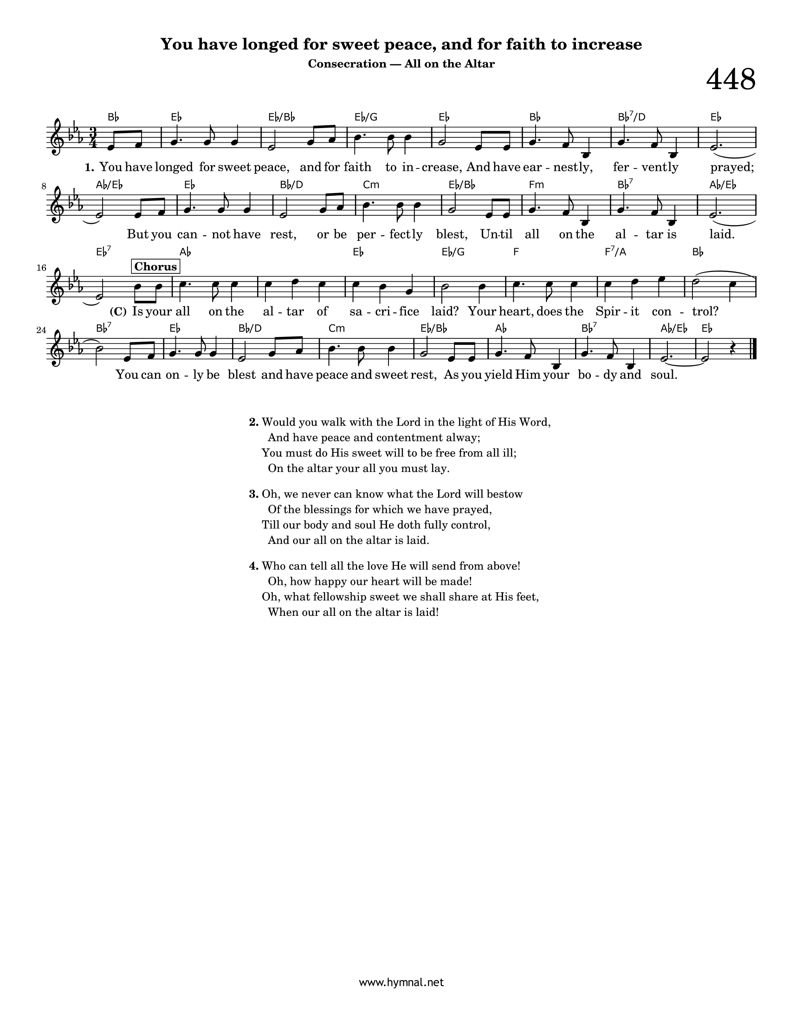 You have longed for sweet peace, and for faith to increase
Consecration — All on the Altar
448
B♭ E♭ E♭/B♭ E♭/G E♭ B♭ B♭7/D E♭
3
4
1. You have longed for sweet peace, and for faith to in - crease, And have ear - nestly, fer - vently prayed;
8 A♭/E♭ E♭ B♭/D Cm E♭/B♭ Fm B♭7 A♭/E♭
But you can - not have rest, or be per - fectly blest, Un-til all on the al - tar is laid.
E♭7 A♭ E♭ E♭/G F F7/A B♭
16 Chorus
(C) Is your all on the al - tar of sa - cri - fice laid? Your heart, does the Spir - it con - trol?
24 B♭7 E♭ B♭/D Cm E♭/B♭ A♭ B♭7 A♭/E♭ E♭
You can on - ly be blest and have peace and sweet rest, As you yield Him your bo - dy and soul.
2. Would you walk with the Lord in the light of His Word,
And have peace and contentment alway;
You must do His sweet will to be free from all ill;
On the altar your all you must lay.
3. Oh, we never can know what the Lord will bestow
Of the blessings for which we have prayed,
Till our body and soul He doth fully control,
And our all on the altar is laid.
4. Who can tell all the love He will send from above!
Oh, how happy our heart will be made!
Oh, what fellowship sweet we shall share at His feet,
When our all on the altar is laid!
www.hymnal.net